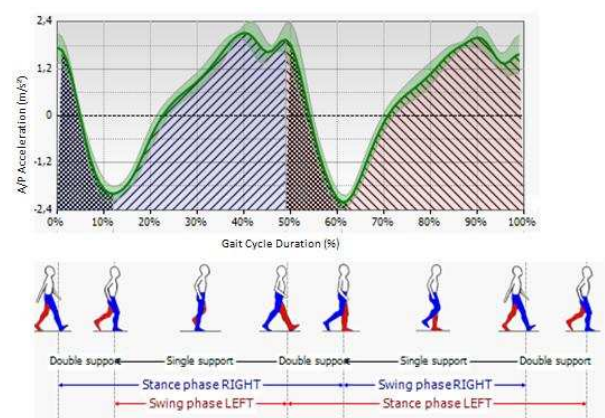 2,4
1,2
0
-1,2
-2,4
A/P Acceleration (m/s²)
0% 10% 20% 30% 40% 50% 60% 70% 80% 90% 100%
Gait Cycle Duration (%)
Double support Single support Double support Single support Double support
Stance phase RIGHT Swing phase RIGHT
Swing phase LEFT Stance phase LEFT